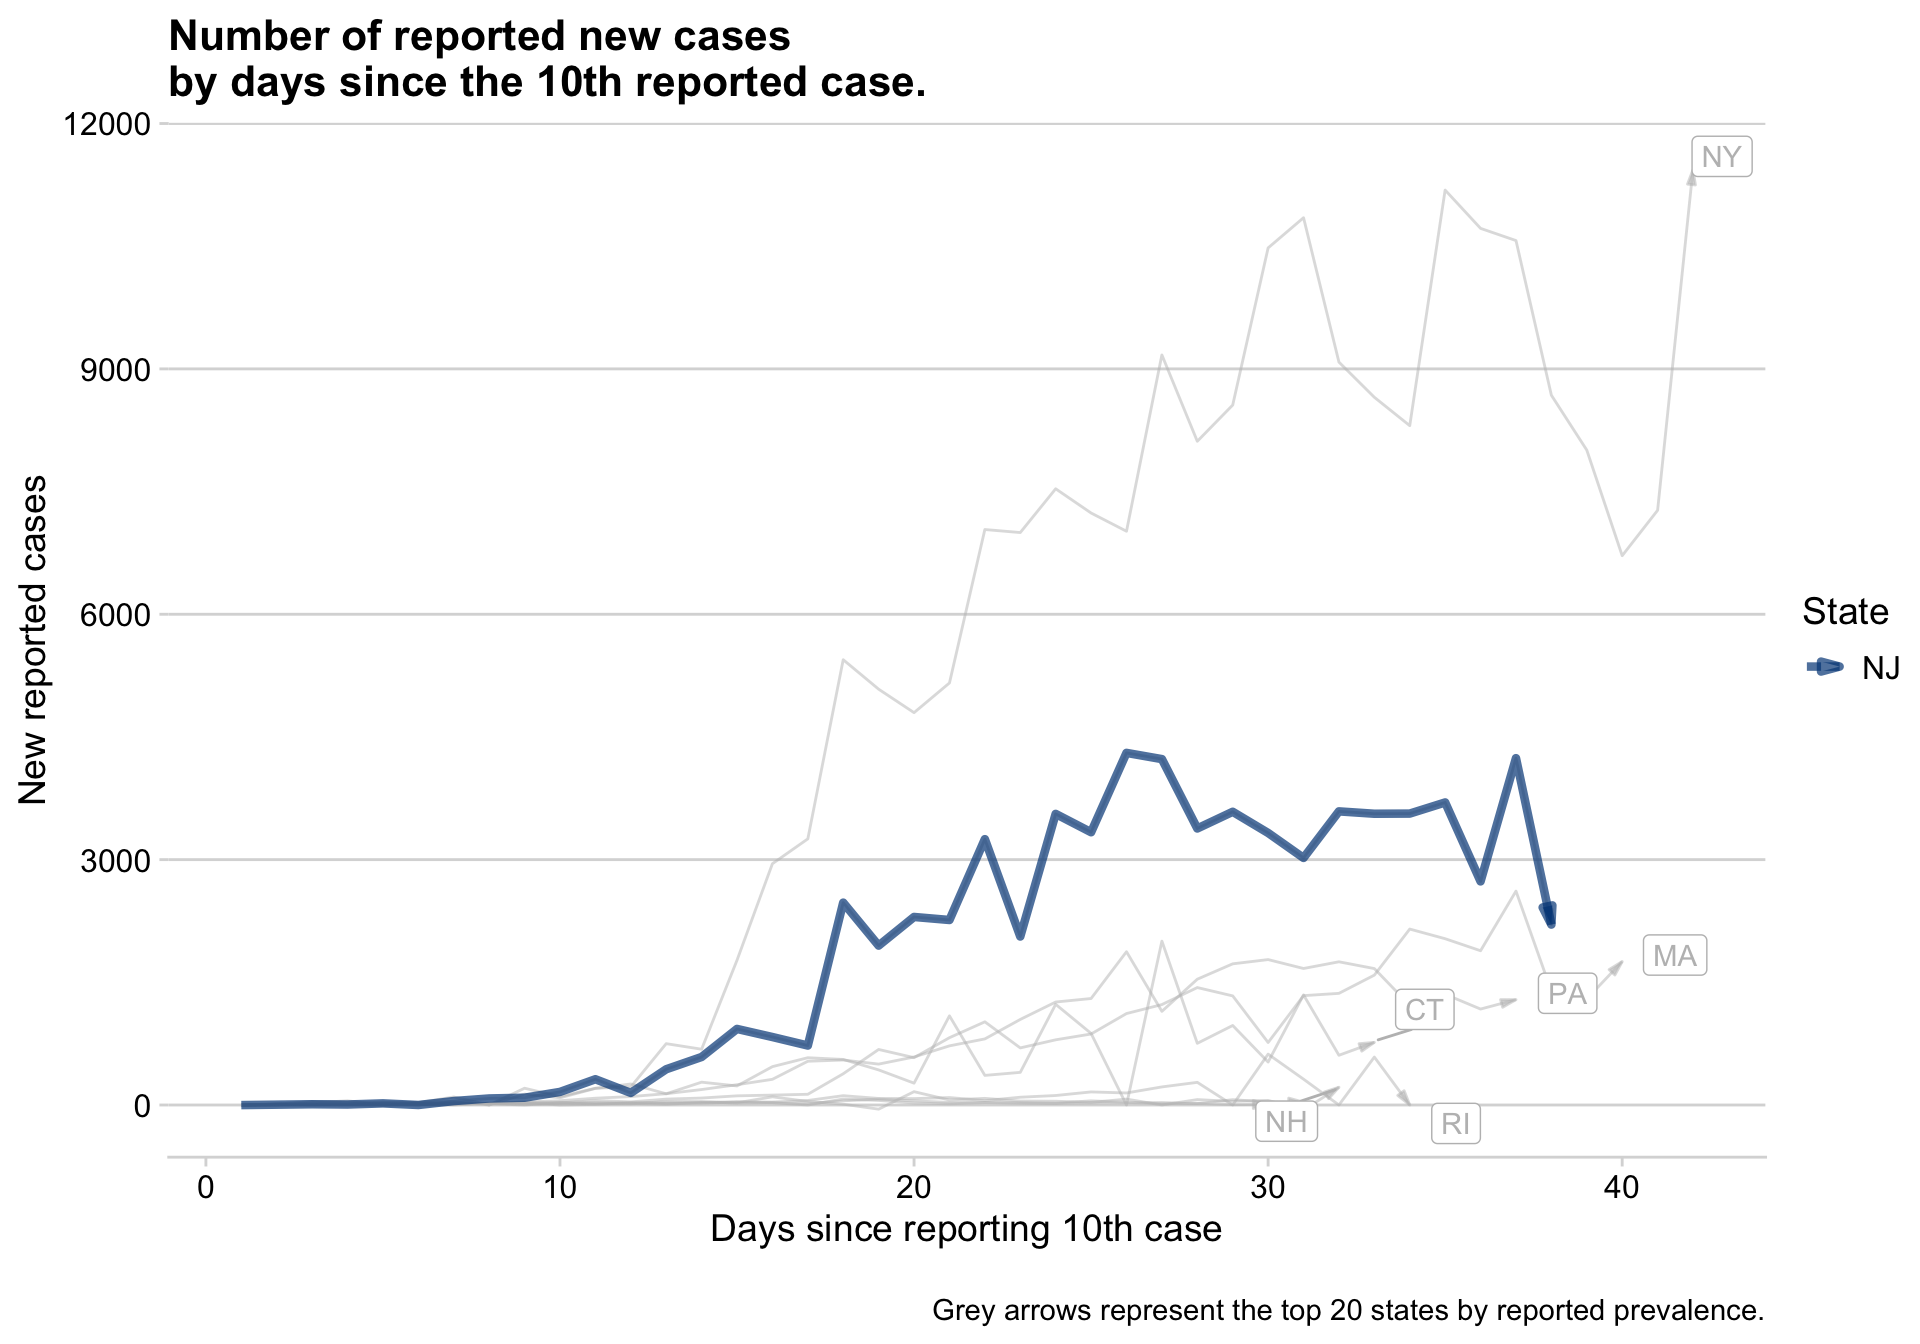 Number of reported new cases
by days since the 10th reported case.
12000
9000
6000
3000
0
New reported cases
NY
MA
PA
CT
NH
RI
State
NJ
0
10
20
30
40
Days since reporting 10th case
Grey arrows represent the top 20 states by reported prevalence.